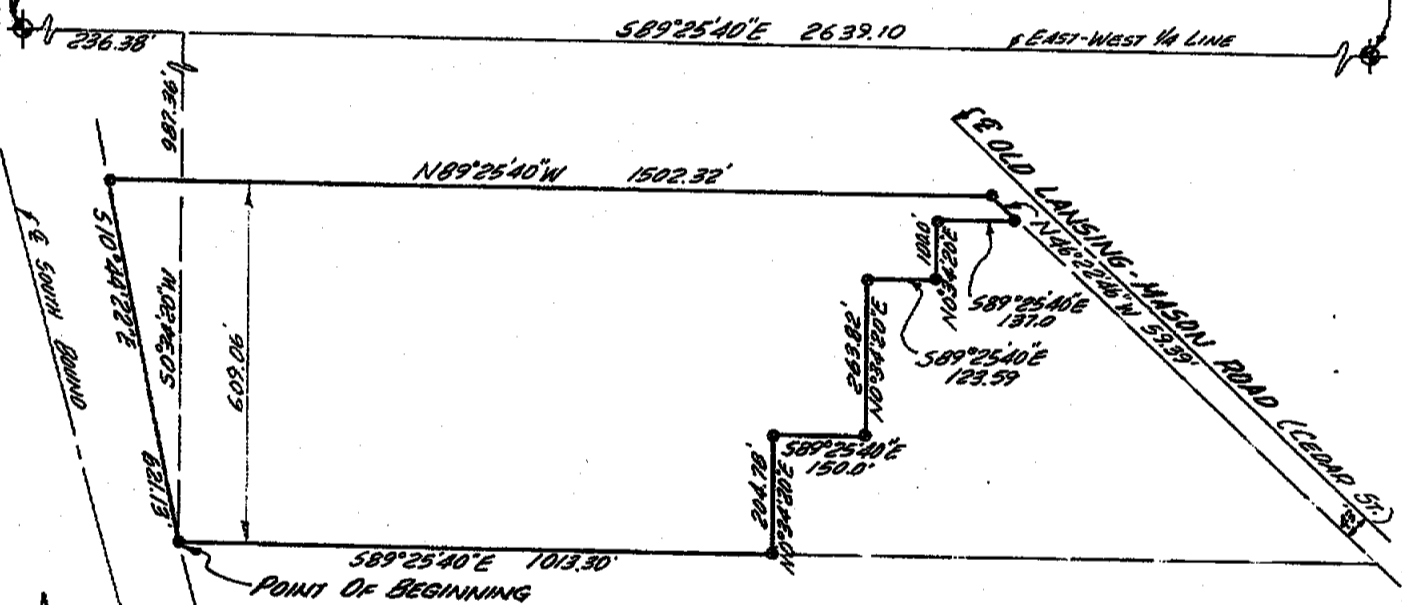 236.38'
S89°25'40"E 2639.10
₵ EAST-WEST 1/4 LINE
987.36'
N89°25'40"W 1502.32'
₵ OLD LANSING-MASON ROAD (CEDAR ST.)
N46°22'46"W 59.39'
100.0'
N0°34'20"E
S89°25'40"E
137.0
S89°25'40"E
123.59
263.82'
N0°34'20"E
S89°25'40"E
150.0'
204.78'
N0°34'20"E
609.06'
S0°34'20"W
S10°44'22"E
621.13'
₵ SOUTH BOUND
S89°25'40"E 1013.30'
POINT OF BEGINNING